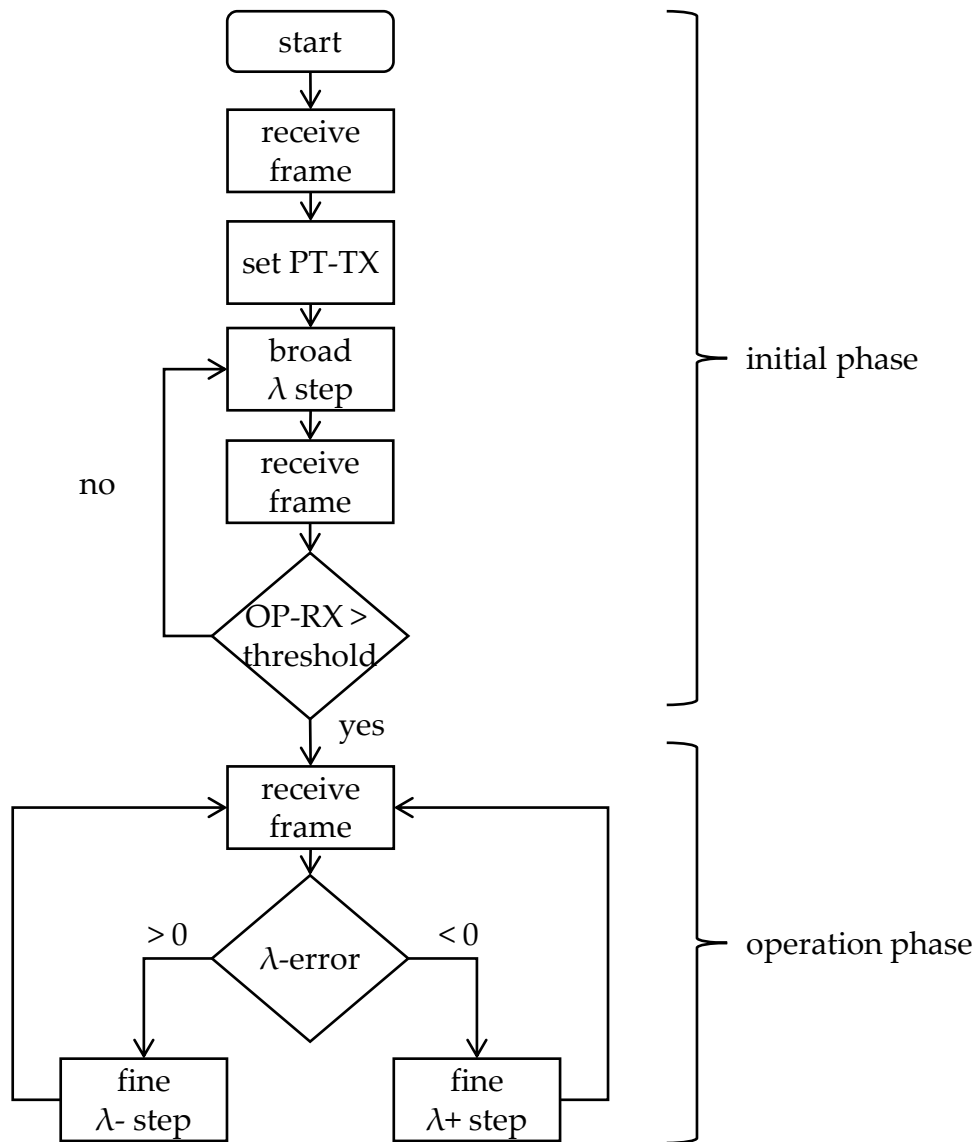 start
receive
frame
set PT-TX
broad
λ step
initial phase
receive
frame
no
OP-RX >
threshold
yes
receive
frame
> 0
< 0
λ-error
operation phase
fine
λ- step
fine
λ+ step